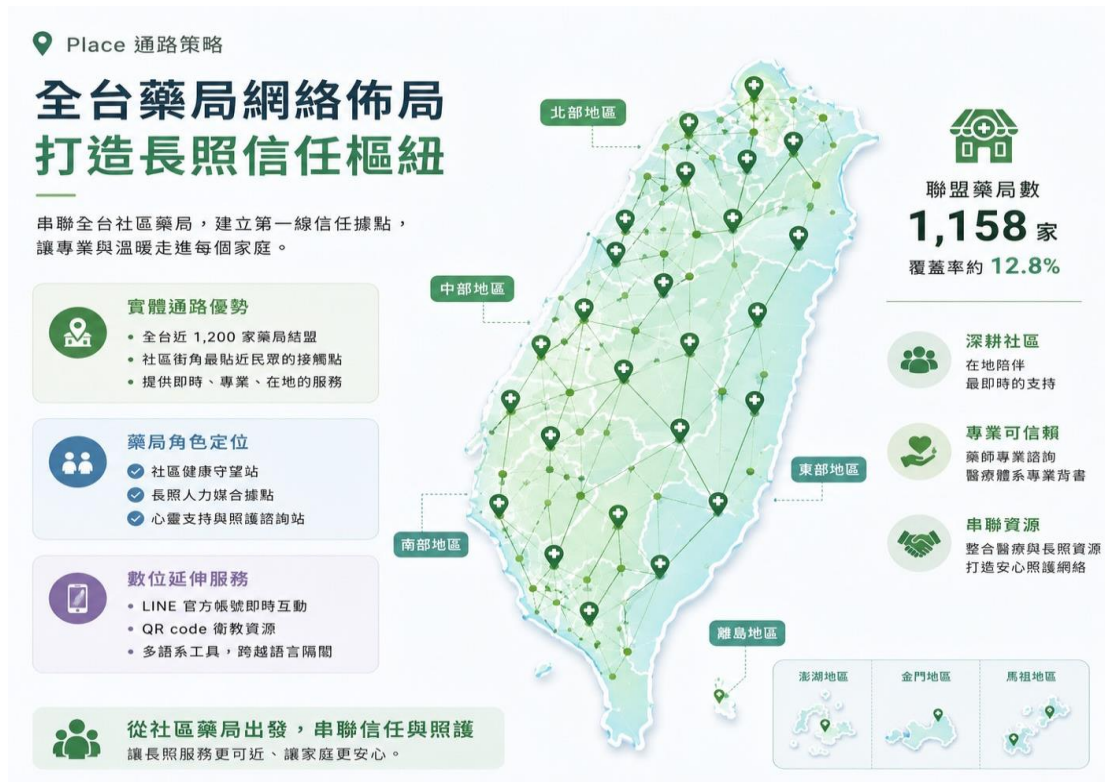 Place 通路策略
全台藥局網絡佈局
打造長照信任樞紐
串聯全台社區藥局，建立第一線信任據點，
讓專業與溫暖走進每個家庭。
實體通路優勢
• 全台近 1,200 家藥局結盟
• 社區街角最貼近民眾的接觸點
• 提供即時、專業、在地的服務
藥局角色定位
社區健康守望站
長照人力媒合據點
心靈支持與照護諮詢站
數位延伸服務
• LINE 官方帳號即時互動
• QR code 衛教資源
• 多語系工具，跨越語言隔閡
從社區藥局出發，串聯信任與照護
讓長照服務更可近、讓家庭更安心。
北部地區
中部地區
南部地區
東部地區
離島地區
澎湖地區
金門地區
馬祖地區
聯盟藥局數
1,158 家
覆蓋率約 12.8%
深耕社區
在地陪伴
最即時的支持
專業可信賴
藥師專業諮詢
醫療體系專業背書
串聯資源
整合醫療與長照資源
打造安心照護網絡